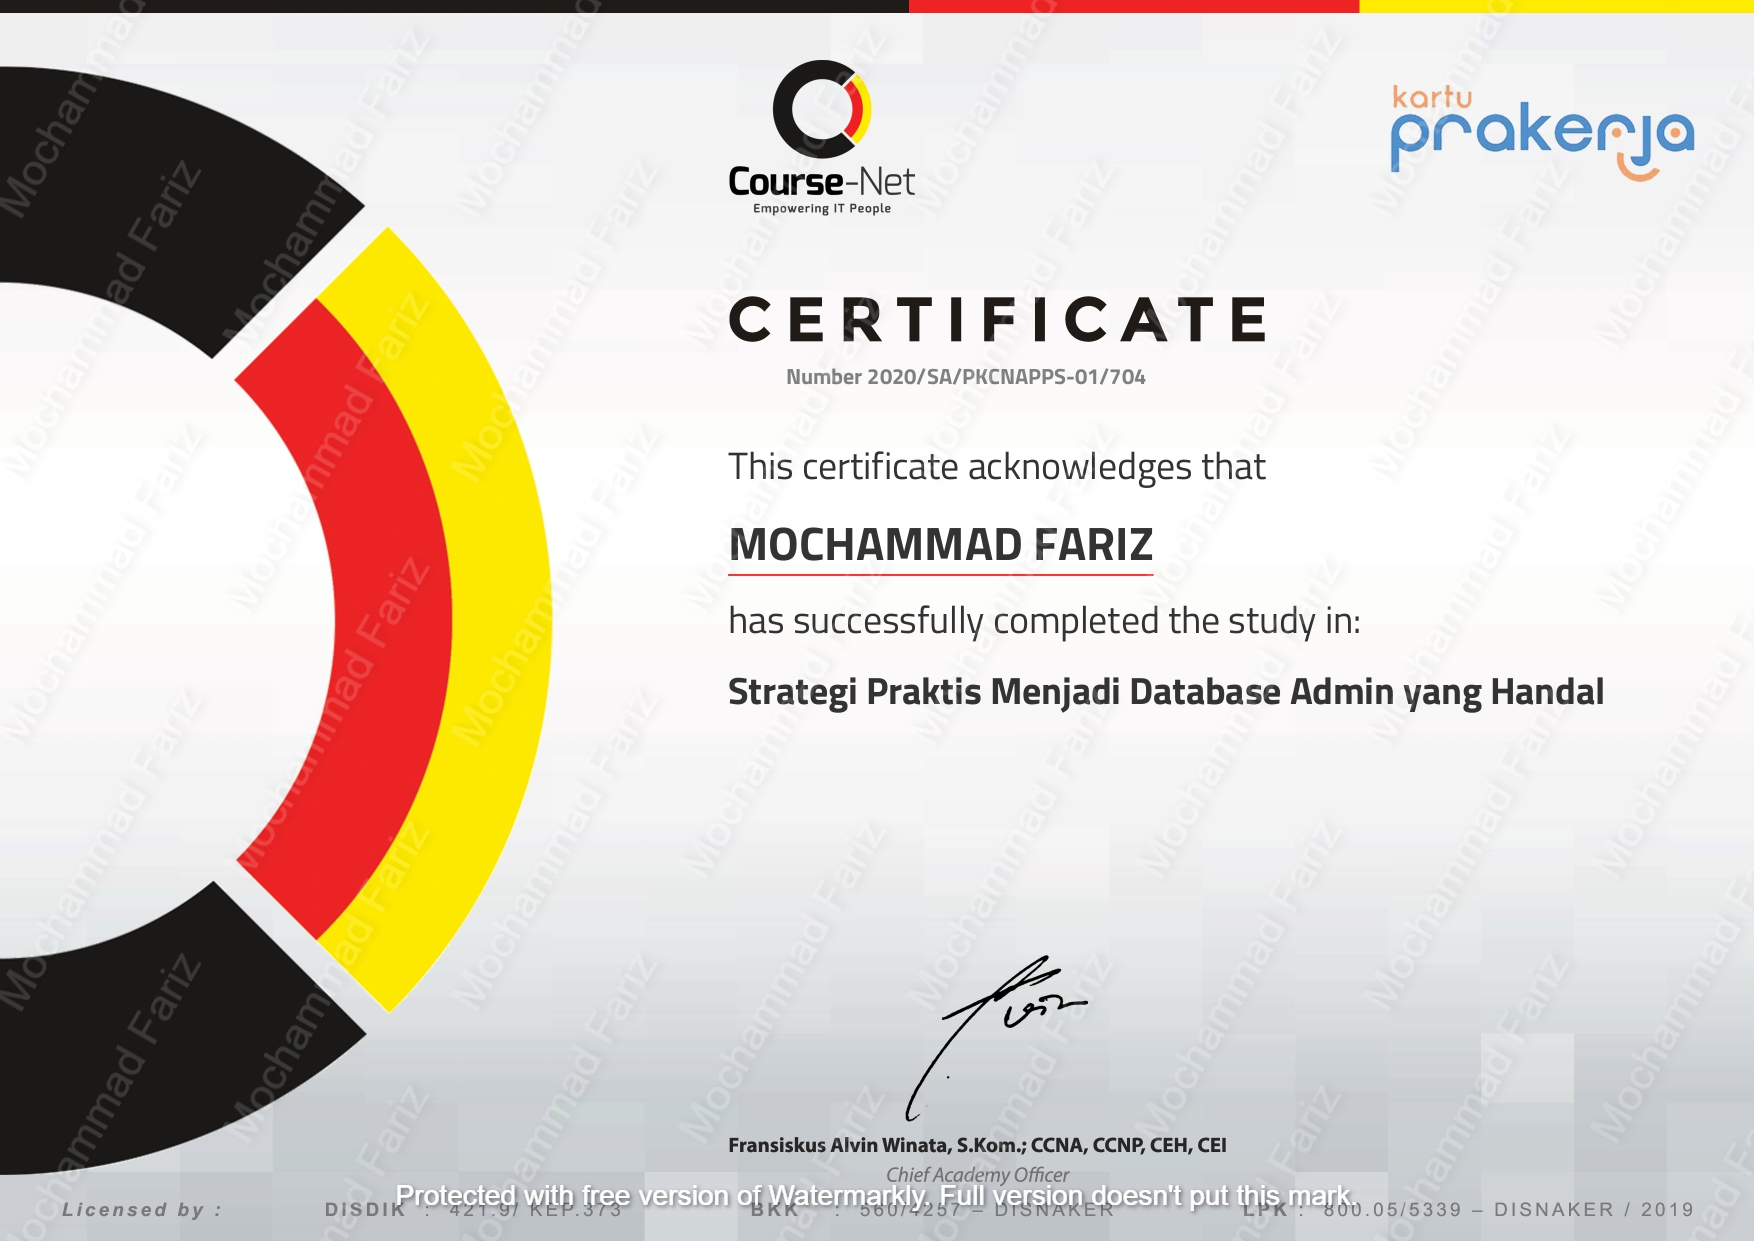 kartu
prakerja
Course-Net
Empowering IT People
CERTIFICATE
Number 2020/SA/PKCNAPPS-01/704
This certificate acknowledges that
MOCHAMMAD FARIZ
has successfully completed the study in:
Strategi Praktis Menjadi Database Admin yang Handal
Fransiskus Alvin Winata, S.Kom.; CCNA, CCNP, CEH, CEI
Chief Academy Officer
Protected with free version of Watermarkly. Full version doesn't put this mark.
Licensed by : DISDIK : 421.9/ KEP.373 BKK : 560/4257 – DISNAKER LPK : 800.05/5339 – DISNAKER / 2019
Mochammad Fariz